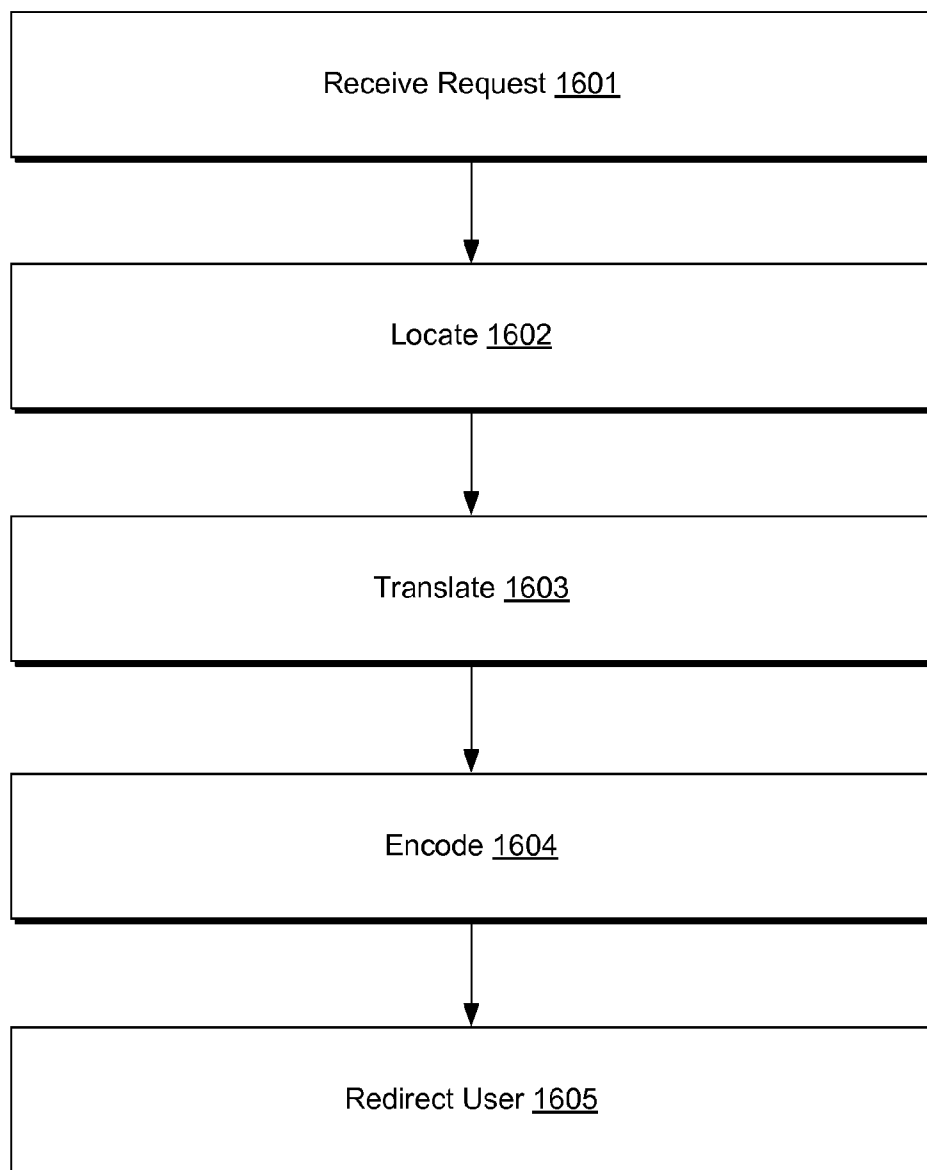 Receive Request 1601
Locate 1602
Translate 1603
Encode 1604
Redirect User 1605